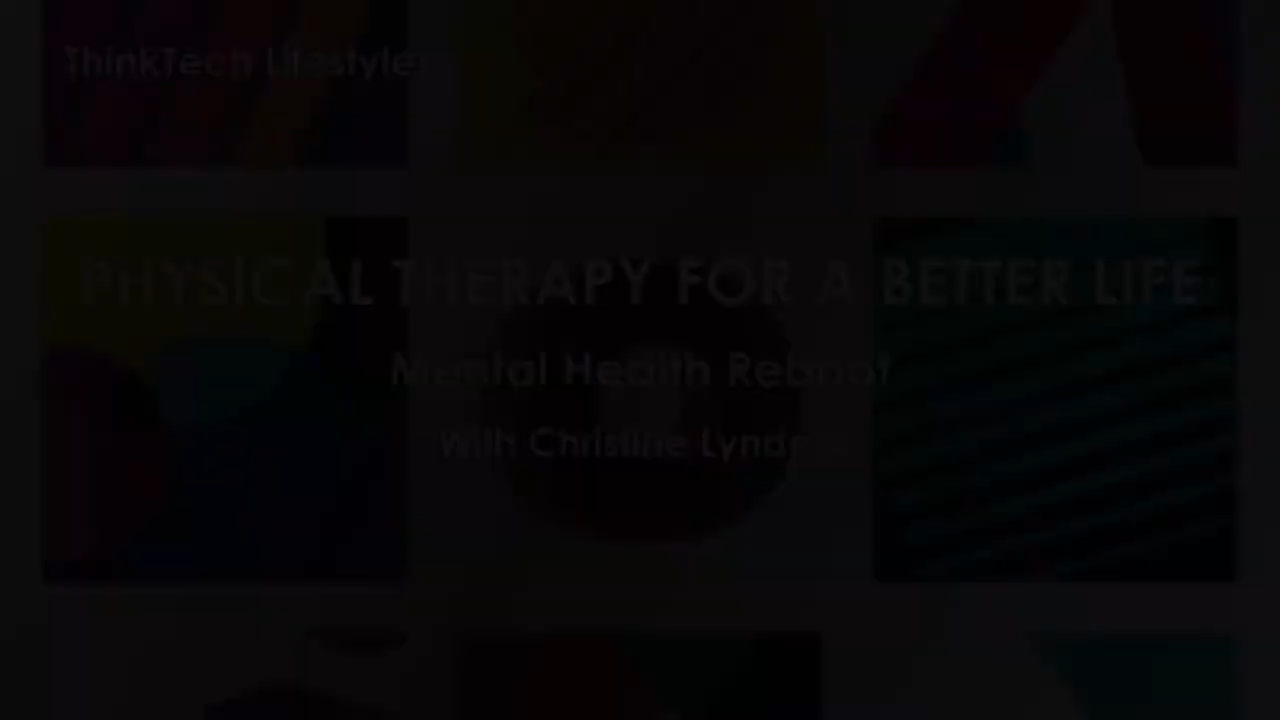 ThinkTech Lifestyles
PHYSICAL THERAPY FOR A BETTER LIFE
Mental Health Reboot
With Christine Lynde